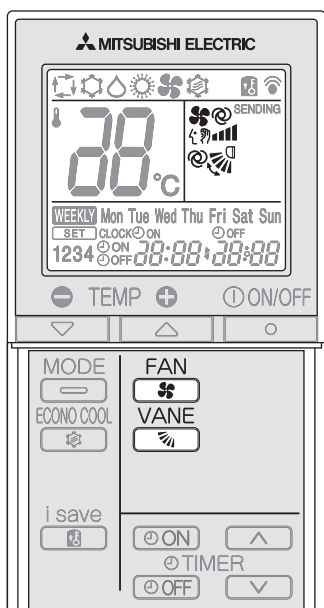 MITSUBISHI ELECTRIC
SENDING
88°C
WEEKLY Mon Tue Wed Thu Fri Sat Sun
SET CLOCK ON OFF
1234 ON OFF 88:88 88:88
TEMP ON/OFF
MODE FAN
ECONO COOL VANE
i save
ON
TIMER
OFF